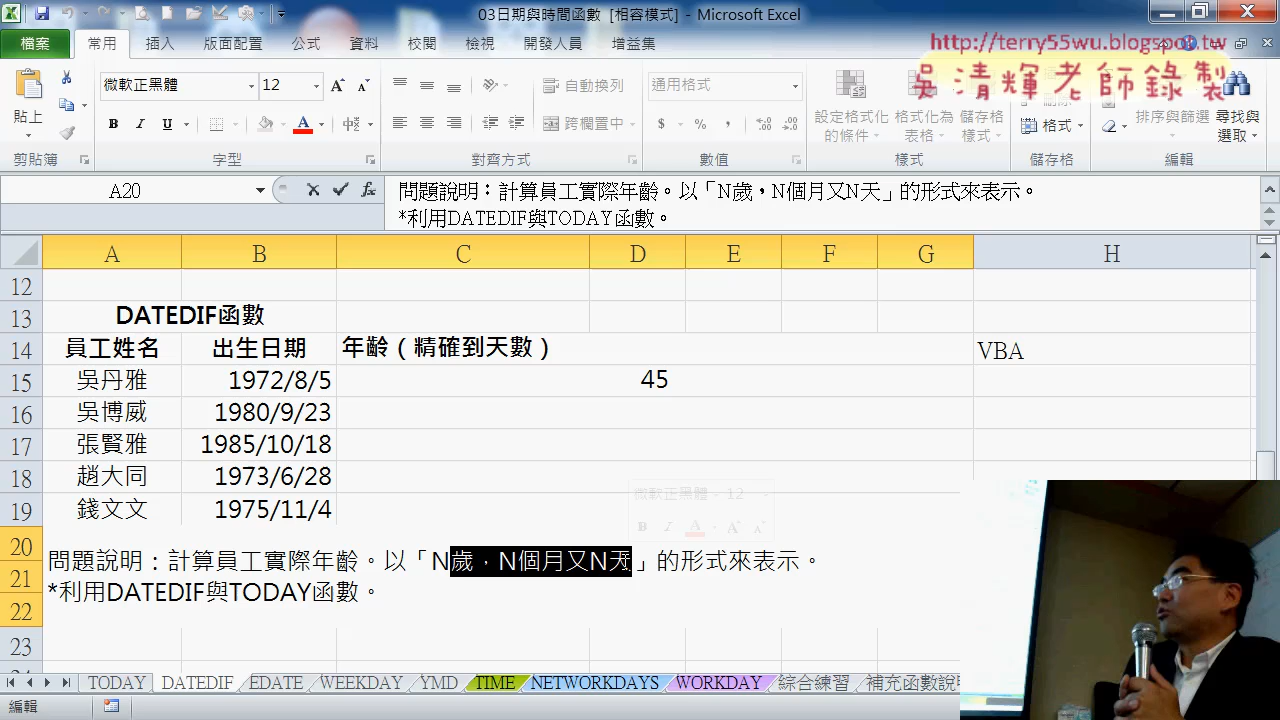 03日期與時間函數 [相容模式] - Microsoft Excel
檔案 常用 插入 版面配置 公式 資料 校閱 檢視 開發人員 增益集
http://terry55wu.blogspot.tw
吳清輝老師錄製
微軟正黑體 12 自動換列 通用格式
貼上 B I U 跨欄置中 $ % , 設定格式化的條件 格式化為表格 儲存格樣式 格式 排序與篩選 尋找與選取
剪貼簿 字型 對齊方式 數值 樣式 儲存格 編輯
A20 fx 問題說明：計算員工實際年齡。以「N歲，N個月又N天」的形式來表示。
*利用DATEDIF與TODAY函數。
A B C D E F G H
12
13 DATEDIF函數
14 員工姓名 出生日期 年齡（精確到天數） VBA
15 吳丹雅 1972/8/5 45
16 吳博威 1980/9/23
17 張賢雅 1985/10/18
18 趙大同 1973/6/28
微軟正黑體 12
19 錢文文 1975/11/4
B I A A A
20
問題說明：計算員工實際年齡。以「N歲，N個月又N天」的形式來表示。
21
*利用DATEDIF與TODAY函數。
22
23
TODAY DATEDIF EDATE WEEKDAY YMD TIME NETWORKDAYS WORKDAY 綜合練習 補充函數說
編輯